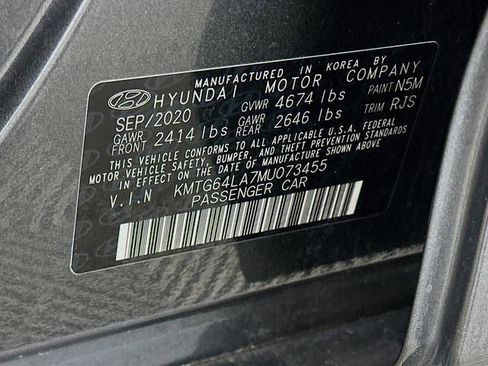 MANUFACTURED IN KOREA BY
HYUNDAI MOTOR COMPANY
SEP/2020 GVWR 4674 lbs PAINT N5M
GAWR FRONT 2414 lbs GAWR REAR 2646 lbs TRIM RJS
THIS VEHICLE CONFORMS TO ALL APPLICABLE U.S.A. FEDERAL
MOTOR VEHICLE SAFETY, BUMPER, AND THEFT PREVENTION
STANDARDS IN EFFECT ON THE DATE OF MANUFACTURE SHOWN ABOVE.
V.I.N KMTG64LA7MU073455
PASSENGER CAR